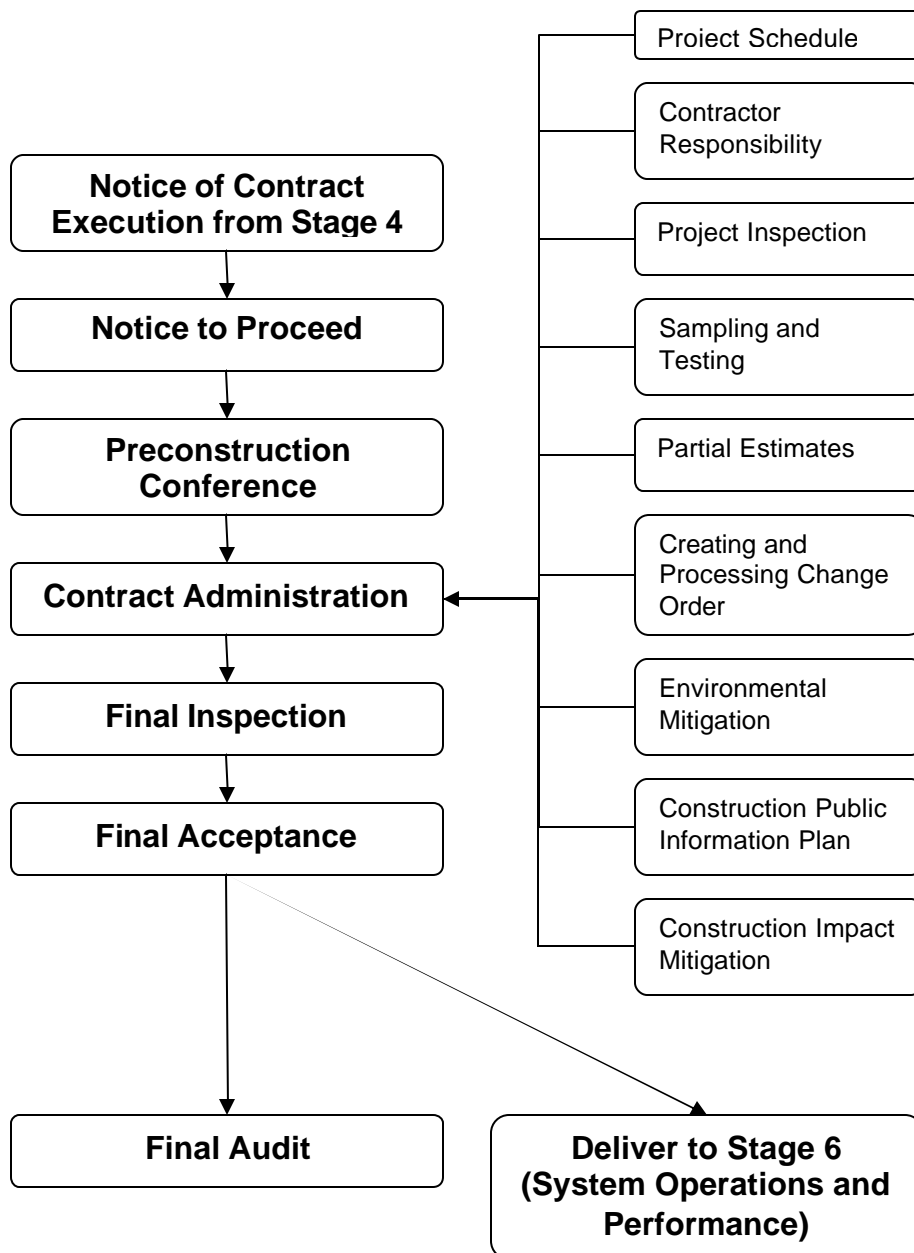 Project Schedule
Contractor
Responsibility
Notice of Contract
Execution from Stage 4
Project Inspection
Notice to Proceed
Sampling and
Testing
Preconstruction
Conference
Partial Estimates
Creating and
Processing Change
Order
Contract Administration
Environmental
Mitigation
Final Inspection
Construction Public
Information Plan
Final Acceptance
Construction Impact
Mitigation
Final Audit
Deliver to Stage 6
(System Operations and
Performance)